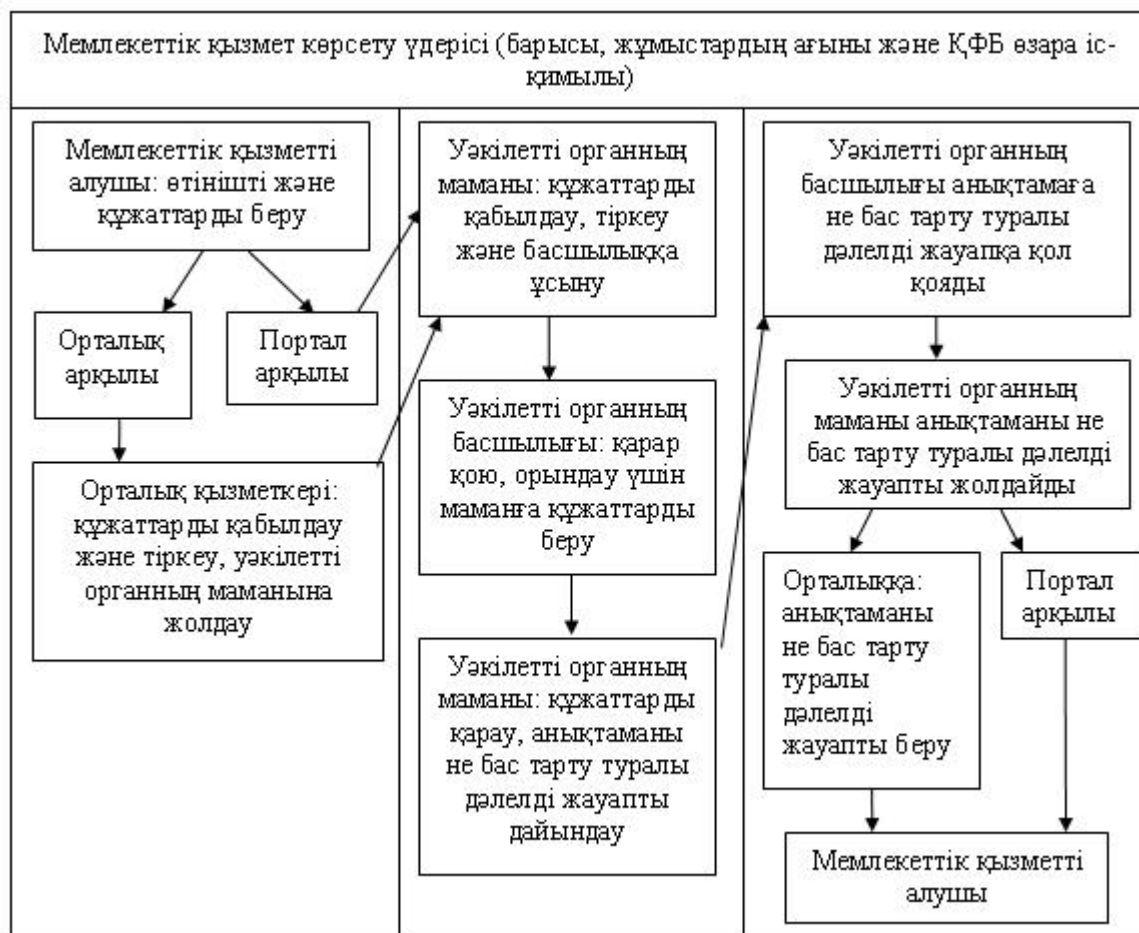 Мемлекеттік қызмет көрсету үдерісі (барысы, жұмыстардың ағыны және ҚФБ өзара іс-
қимылы)
Мемлекеттік қызметті
алушы: өтінішті және
құжаттарды беру
Орталық
арқылы
Портал
арқылы
Орталық қызметкері:
құжаттарды қабылдау
және тіркеу, уәкілетті
органның маманына
жолдау
Уәкілетті органның
маманы: құжаттарды
қабылдау, тіркеу
және басшылыққа
ұсыну
Уәкілетті органның
басшылығы: қарар
қою, орындау үшін
маманға құжаттарды
беру
Уәкілетті органның
маманы: құжаттарды
қарау, анықтаманы
не бас тарту туралы
дәлелді жауапты
дайындау
Уәкілетті органның
басшылығы анықтамаға
не бас тарту туралы
дәлелді жауапқа қол
қояды
Уәкілетті органның
маманы анықтаманы не
бас тарту туралы дәлелді
жауапты жолдайды
Орталыққа:
анықтаманы
не бас тарту
туралы
дәлелді
жауапты беру
Портал
арқылы
Мемлекеттік қызметті
алушы